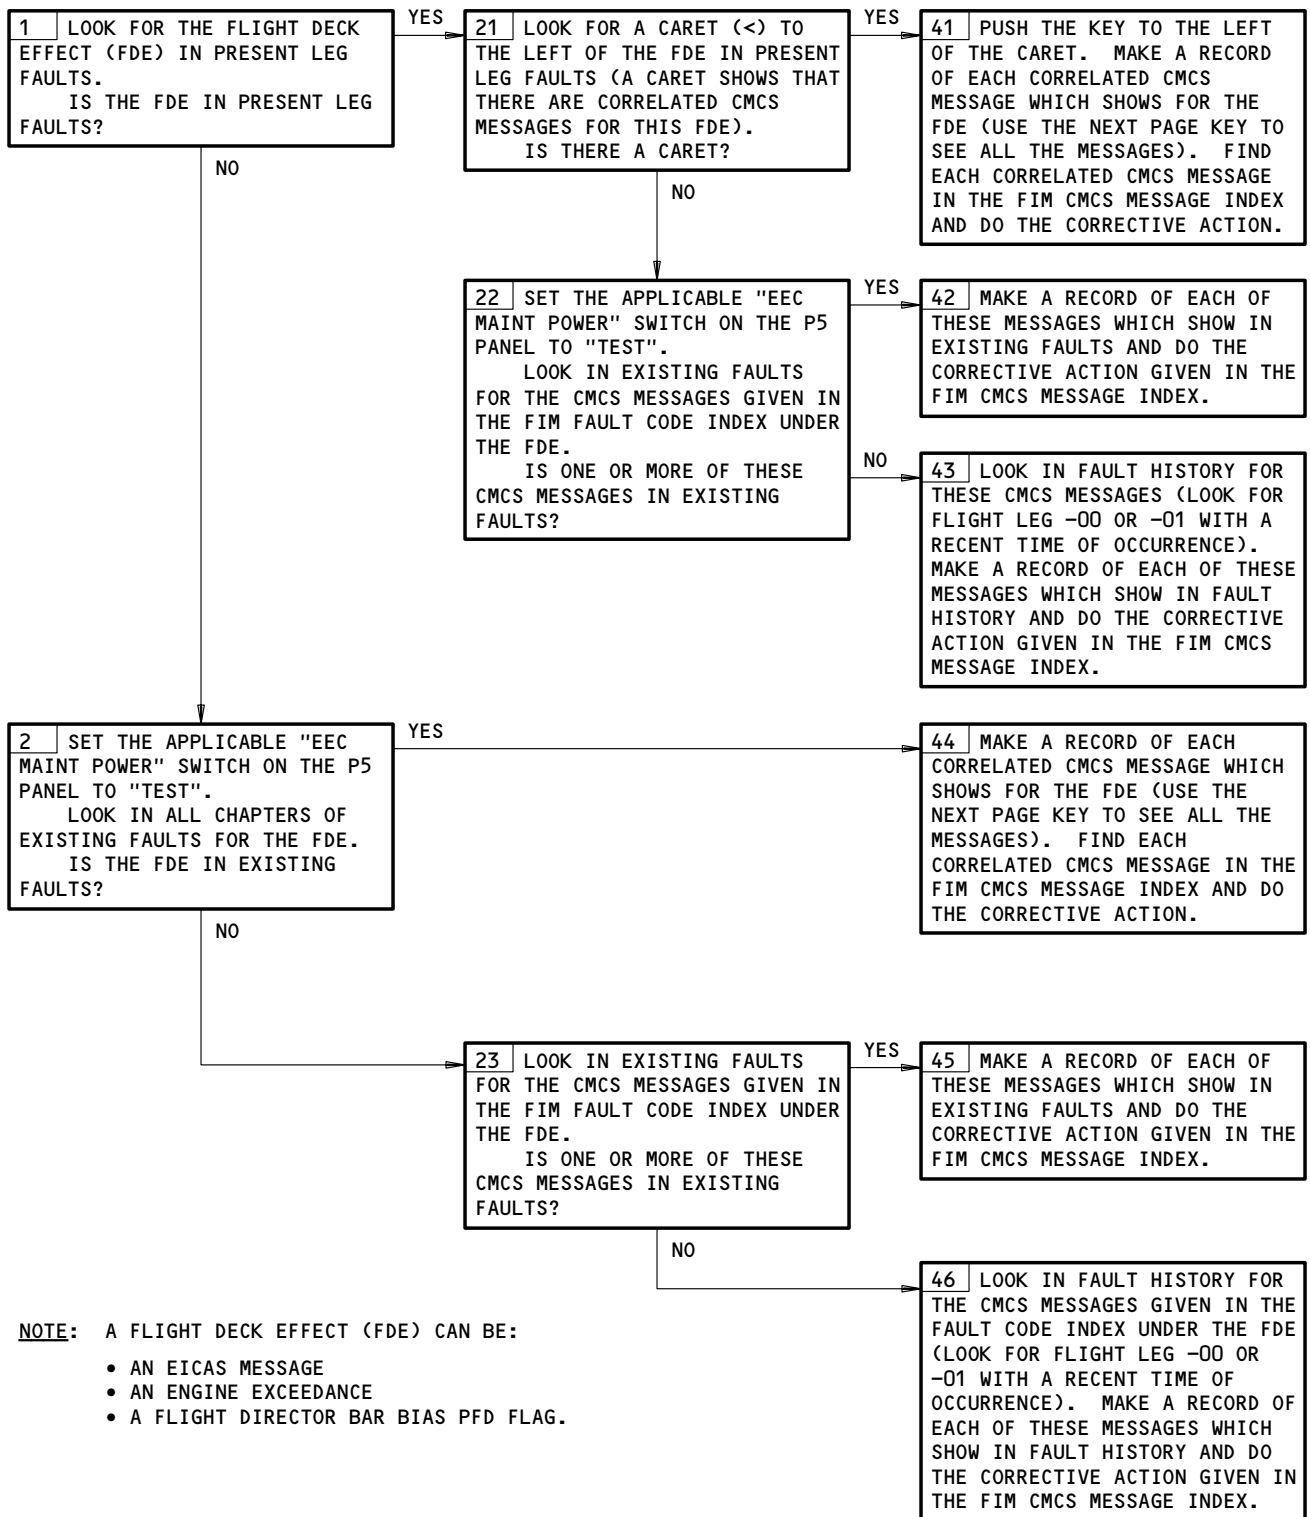 1 LOOK FOR THE FLIGHT DECK
EFFECT (FDE) IN PRESENT LEG
FAULTS.
IS THE FDE IN PRESENT LEG
FAULTS?
YES
NO
21 LOOK FOR A CARET (<) TO
THE LEFT OF THE FDE IN PRESENT
LEG FAULTS (A CARET SHOWS THAT
THERE ARE CORRELATED CMCS
MESSAGES FOR THIS FDE).
IS THERE A CARET?
YES
NO
41 PUSH THE KEY TO THE LEFT
OF THE CARET. MAKE A RECORD
OF EACH CORRELATED CMCS
MESSAGE WHICH SHOWS FOR THE
FDE (USE THE NEXT PAGE KEY TO
SEE ALL THE MESSAGES). FIND
EACH CORRELATED CMCS MESSAGE
IN THE FIM CMCS MESSAGE INDEX
AND DO THE CORRECTIVE ACTION.
22 SET THE APPLICABLE "EEC
MAINT POWER" SWITCH ON THE P5
PANEL TO "TEST".
LOOK IN EXISTING FAULTS
FOR THE CMCS MESSAGES GIVEN IN
THE FIM FAULT CODE INDEX UNDER
THE FDE.
IS ONE OR MORE OF THESE
CMCS MESSAGES IN EXISTING
FAULTS?
YES
NO
42 MAKE A RECORD OF EACH OF
THESE MESSAGES WHICH SHOW IN
EXISTING FAULTS AND DO THE
CORRECTIVE ACTION GIVEN IN THE
FIM CMCS MESSAGE INDEX.
43 LOOK IN FAULT HISTORY FOR
THESE CMCS MESSAGES (LOOK FOR
FLIGHT LEG -00 OR -01 WITH A
RECENT TIME OF OCCURRENCE).
MAKE A RECORD OF EACH OF THESE
MESSAGES WHICH SHOW IN FAULT
HISTORY AND DO THE CORRECTIVE
ACTION GIVEN IN THE FIM CMCS
MESSAGE INDEX.
2 SET THE APPLICABLE "EEC
MAINT POWER" SWITCH ON THE P5
PANEL TO "TEST".
LOOK IN ALL CHAPTERS OF
EXISTING FAULTS FOR THE FDE.
IS THE FDE IN EXISTING
FAULTS?
YES
NO
44 MAKE A RECORD OF EACH
CORRELATED CMCS MESSAGE WHICH
SHOWS FOR THE FDE (USE THE
NEXT PAGE KEY TO SEE ALL THE
MESSAGES). FIND EACH
CORRELATED CMCS MESSAGE IN THE
FIM CMCS MESSAGE INDEX AND DO
THE CORRECTIVE ACTION.
23 LOOK IN EXISTING FAULTS
FOR THE CMCS MESSAGES GIVEN IN
THE FIM FAULT CODE INDEX UNDER
THE FDE.
IS ONE OR MORE OF THESE
CMCS MESSAGES IN EXISTING
FAULTS?
YES
NO
45 MAKE A RECORD OF EACH OF
THESE MESSAGES WHICH SHOW IN
EXISTING FAULTS AND DO THE
CORRECTIVE ACTION GIVEN IN THE
FIM CMCS MESSAGE INDEX.
46 LOOK IN FAULT HISTORY FOR
THE CMCS MESSAGES GIVEN IN THE
FAULT CODE INDEX UNDER THE FDE
(LOOK FOR FLIGHT LEG -00 OR
-01 WITH A RECENT TIME OF
OCCURRENCE). MAKE A RECORD OF
EACH OF THESE MESSAGES WHICH
SHOW IN FAULT HISTORY AND DO
THE CORRECTIVE ACTION GIVEN IN
THE FIM CMCS MESSAGE INDEX.
NOTE: A FLIGHT DECK EFFECT (FDE) CAN BE:
• AN EICAS MESSAGE
• AN ENGINE EXCEEDANCE
• A FLIGHT DIRECTOR BAR BIAS PFD FLAG.